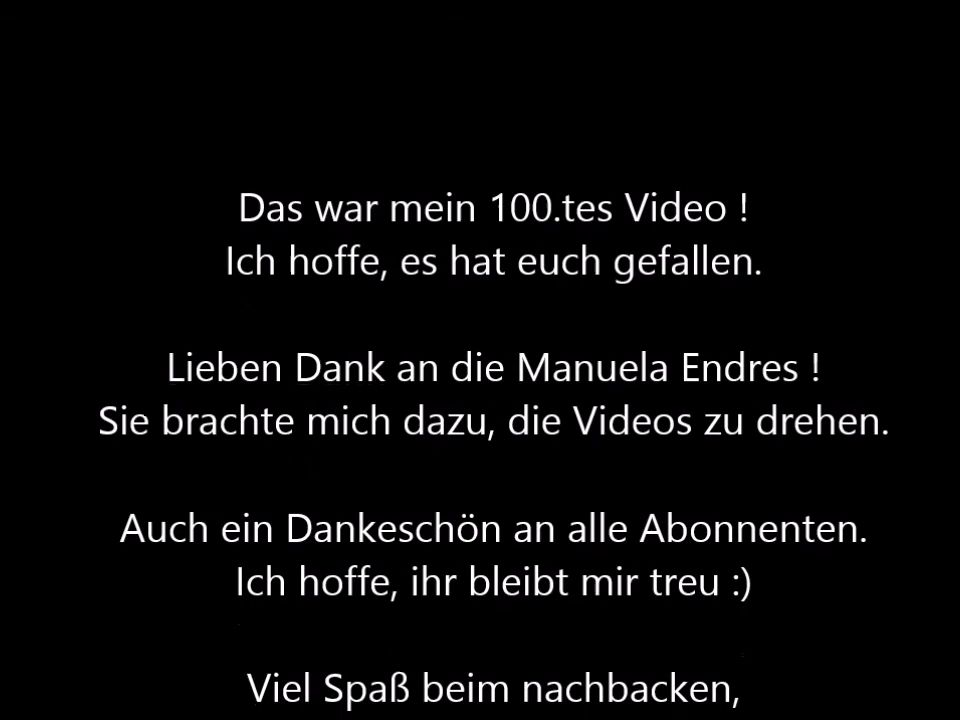 Das war mein 100.tes Video !
Ich hoffe, es hat euch gefallen.
Lieben Dank an die Manuela Endres !
Sie brachte mich dazu, die Videos zu drehen.
Auch ein Dankeschön an alle Abonnenten.
Ich hoffe, ihr bleibt mir treu :)
Viel Spaß beim nachbacken,